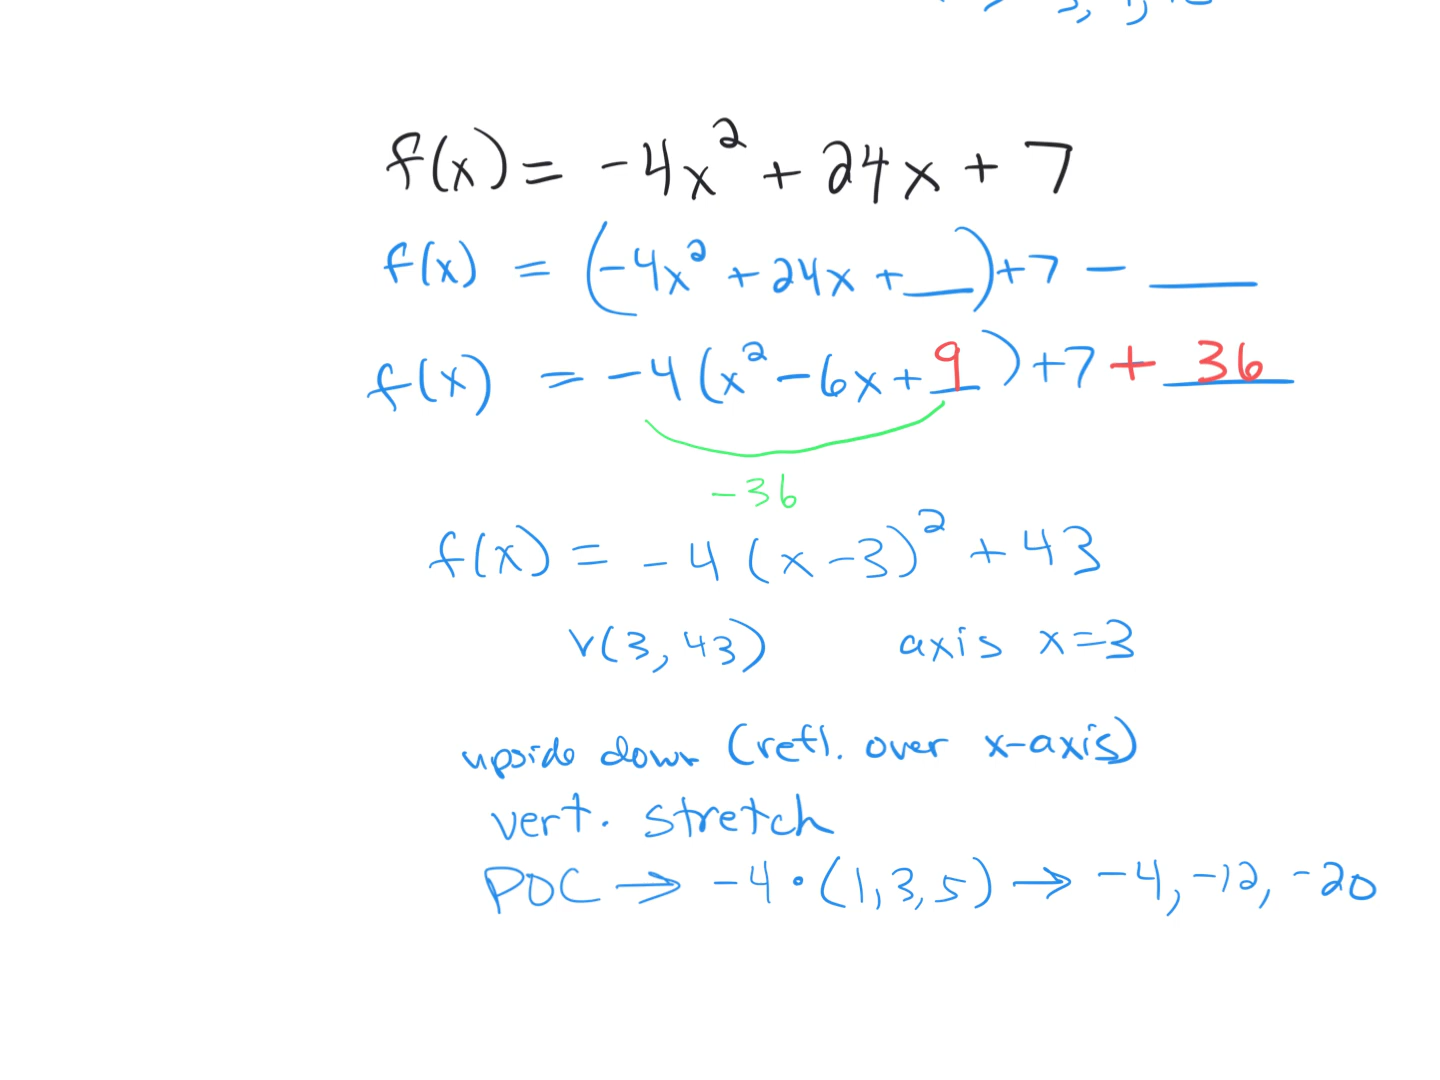 f(x) = -4x² + 24x + 7
f(x) = (-4x² + 24x + __) + 7 - ____
f(x) = -4(x² - 6x + 9) + 7 + 36
-36
f(x) = -4(x-3)² + 43
V(3, 43) axis x=3
upside down (refl. over x-axis)
vert. stretch
POC → -4 · (1, 3, 5) → -4, -12, -20